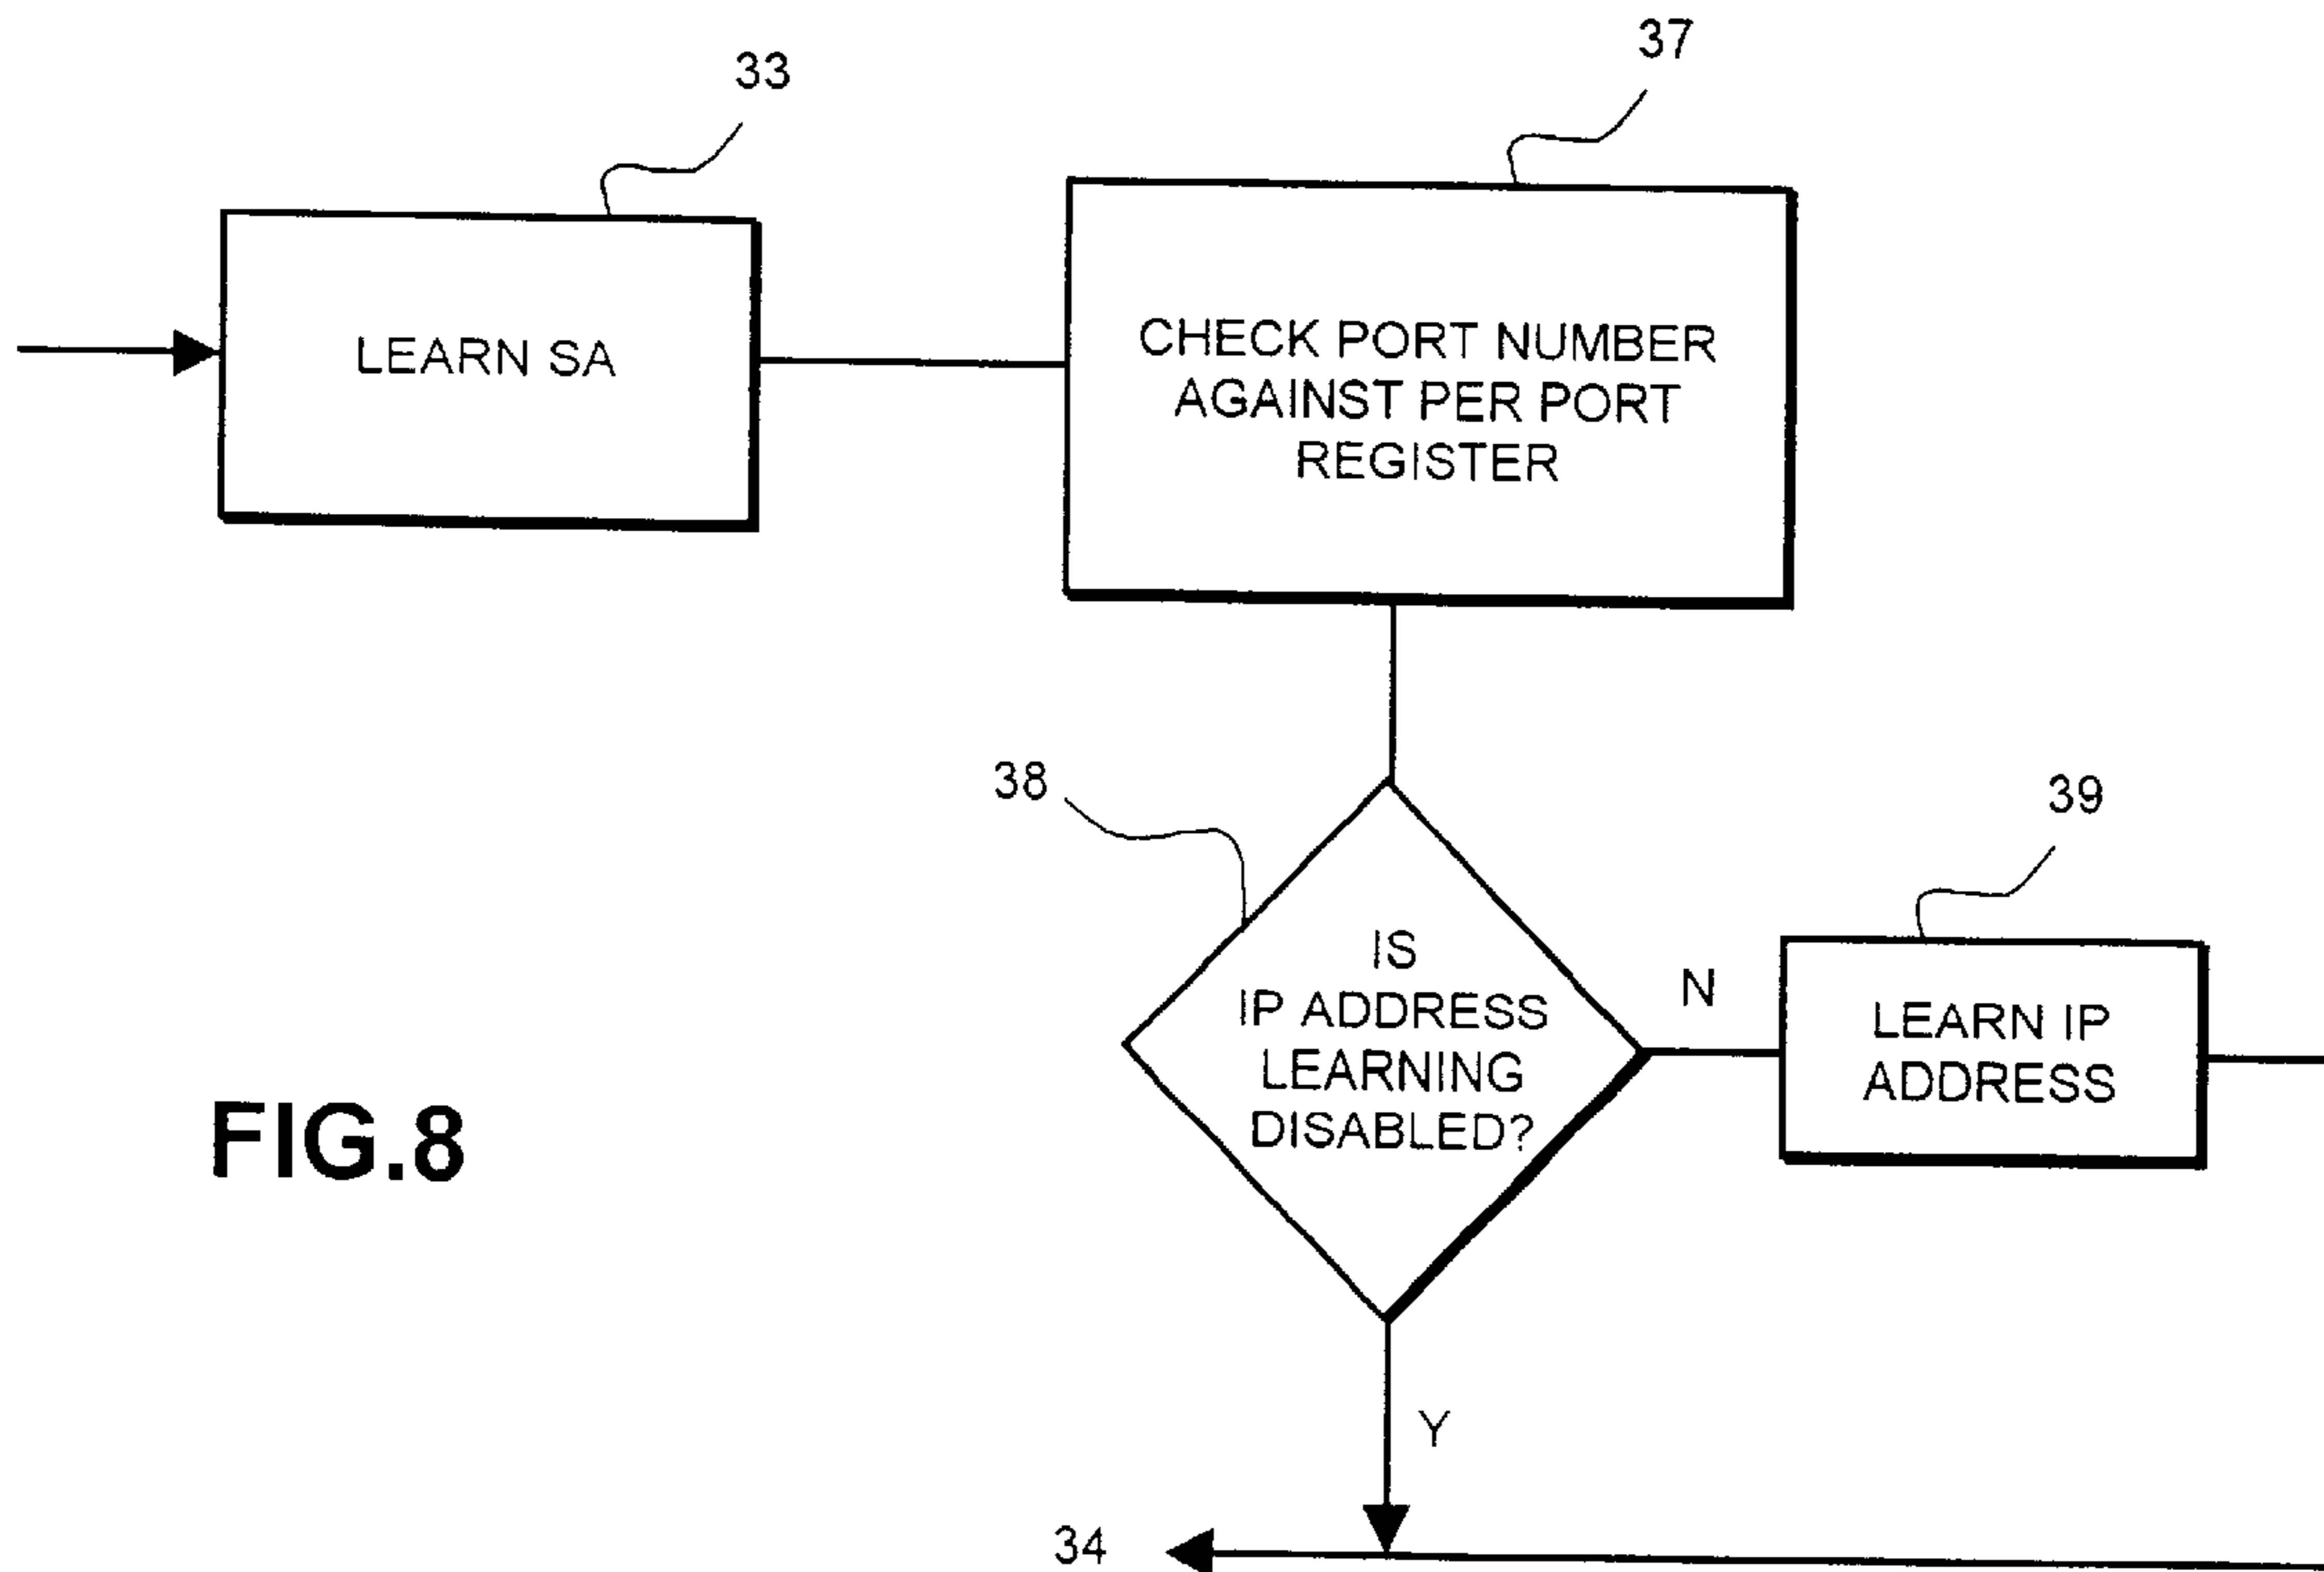 33
37
LEARN SA
CHECK PORT NUMBER
AGAINST PER PORT
REGISTER
38
39
IS
IP ADDRESS
LEARNING
DISABLED?
N
LEARN IP
ADDRESS
FIG.8
Y
34